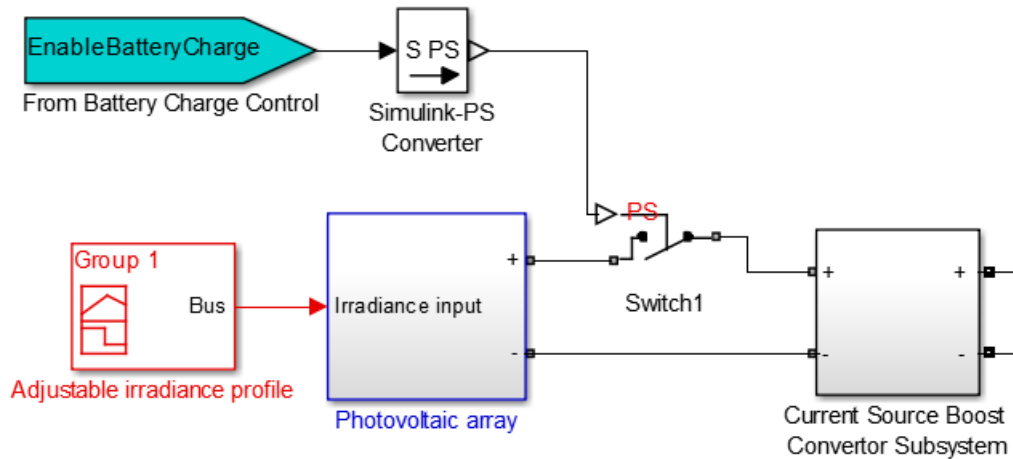 EnableBatteryCharge
From Battery Charge Control
S PS
Simulink-PS
Converter
PS
Group 1
Bus
Adjustable irradiance profile
Irradiance input
+
-
Photovoltaic array
Switch1
+
+
-
-
Current Source Boost
Convertor Subsystem